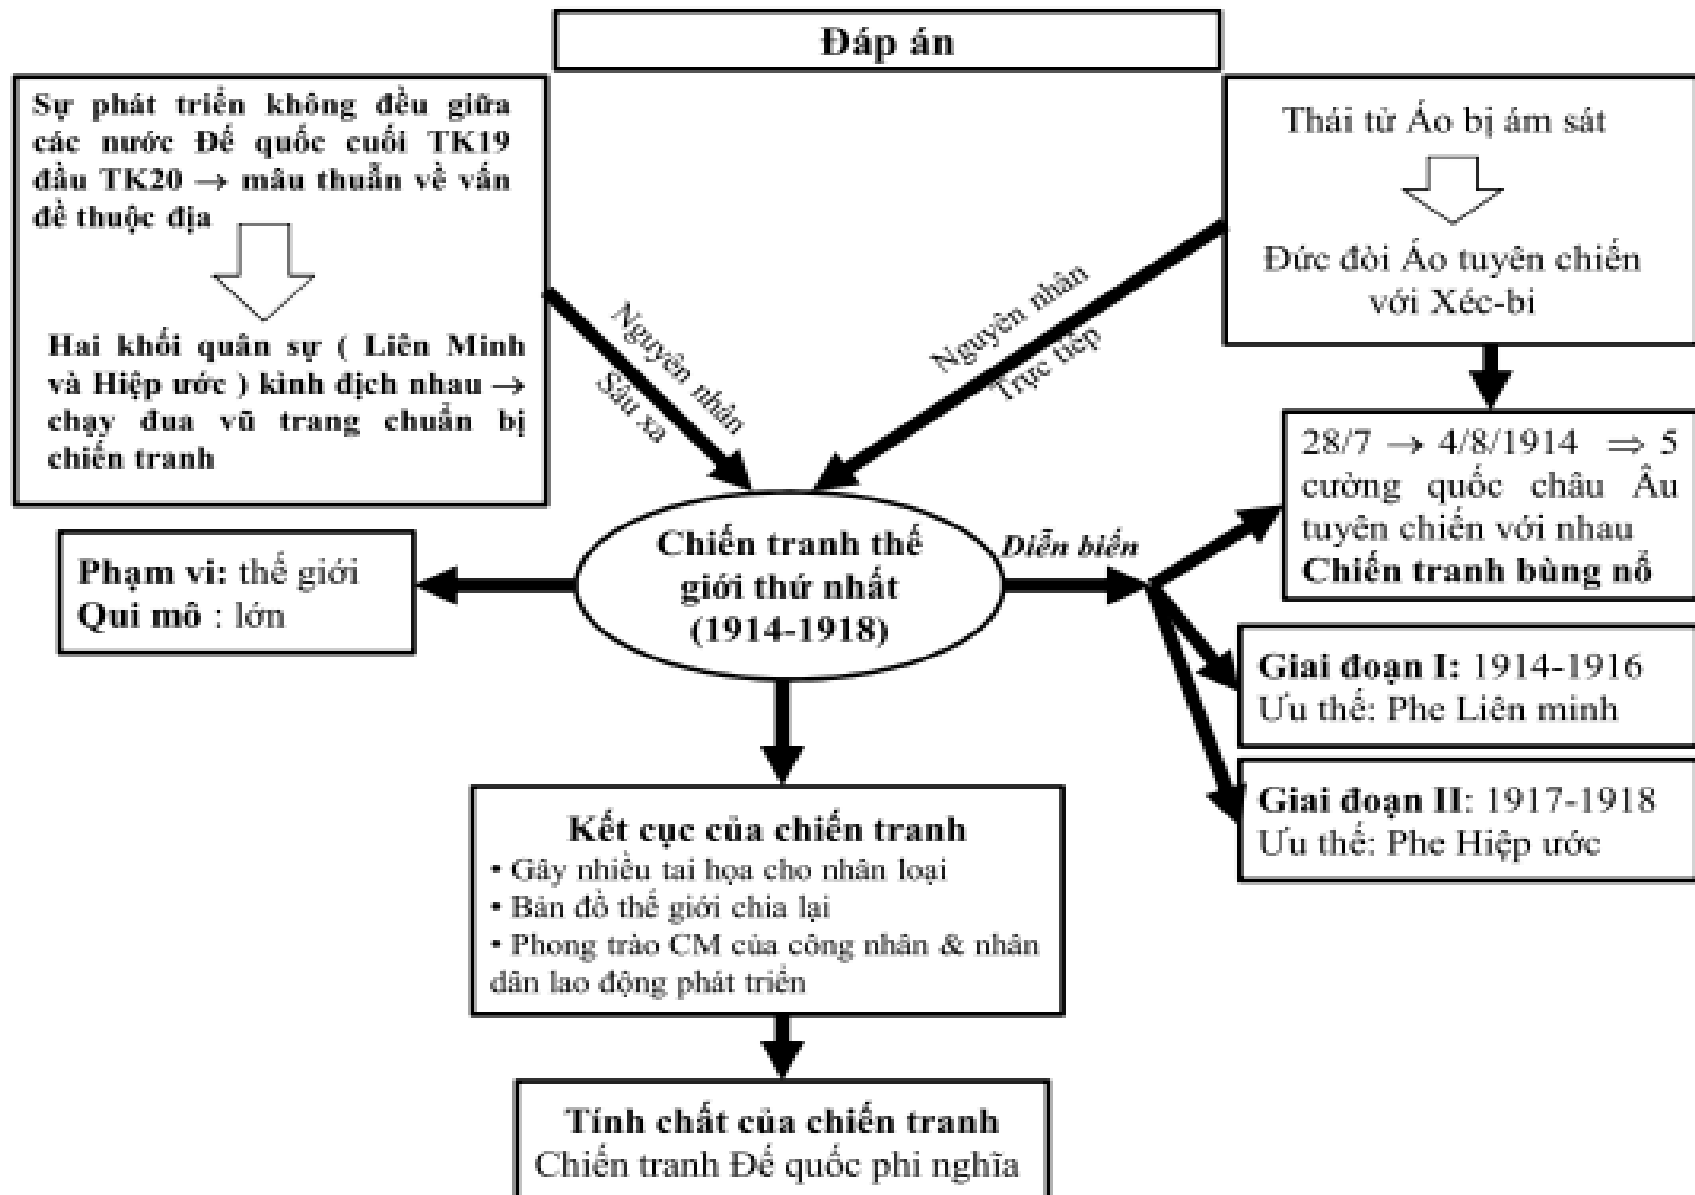 Đáp án
Sự phát triển không đều giữa
các nước Đế quốc cuối TK19
đầu TK20 → mâu thuẫn về vấn
đề thuộc địa
Hai khối quân sự ( Liên Minh
và Hiệp ước ) kình địch nhau →
chạy đua vũ trang chuẩn bị
chiến tranh
Nguyên nhân
Sâu xa
Thái tử Áo bị ám sát
Đức đòi Áo tuyên chiến
với Xéc-bi
Nguyên nhân
Trực tiếp
28/7 → 4/8/1914 ⇒ 5
cường quốc châu Âu
tuyên chiến với nhau
Chiến tranh bùng nổ
Phạm vi: thế giới
Qui mô : lớn
Chiến tranh thế
giới thứ nhất
(1914-1918)
Diễn biến
Giai đoạn I: 1914-1916
Ưu thế: Phe Liên minh
Giai đoạn II: 1917-1918
Ưu thế: Phe Hiệp ước
Kết cục của chiến tranh
• Gây nhiều tai họa cho nhân loại
• Bản đồ thế giới chia lại
• Phong trào CM của công nhân & nhân
dân lao động phát triển
Tính chất của chiến tranh
Chiến tranh Đế quốc phi nghĩa